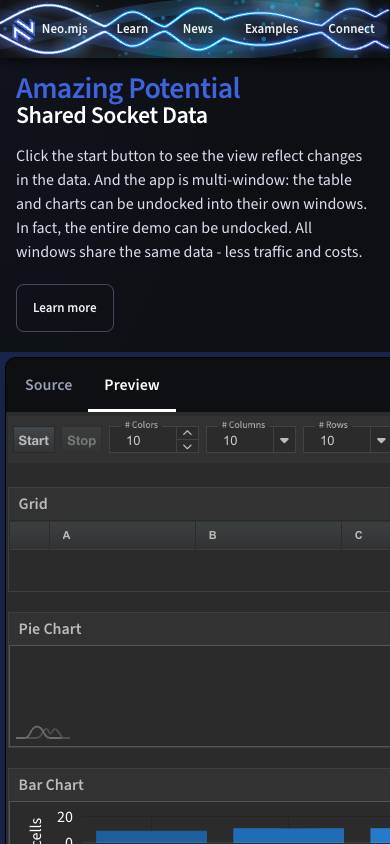 Neo.mjs Learn News Examples Connect
Amazing Potential
Shared Socket Data
Click the start button to see the view reflect changes
in the data. And the app is multi-window: the table
and charts can be undocked into their own windows.
In fact, the entire demo can be undocked. All
windows share the same data - less traffic and costs.
Learn more
Source Preview
# Colors # Columns # Rows
Start Stop 10 10 10
Grid
A B C
Pie Chart
Bar Chart
20
cells
0